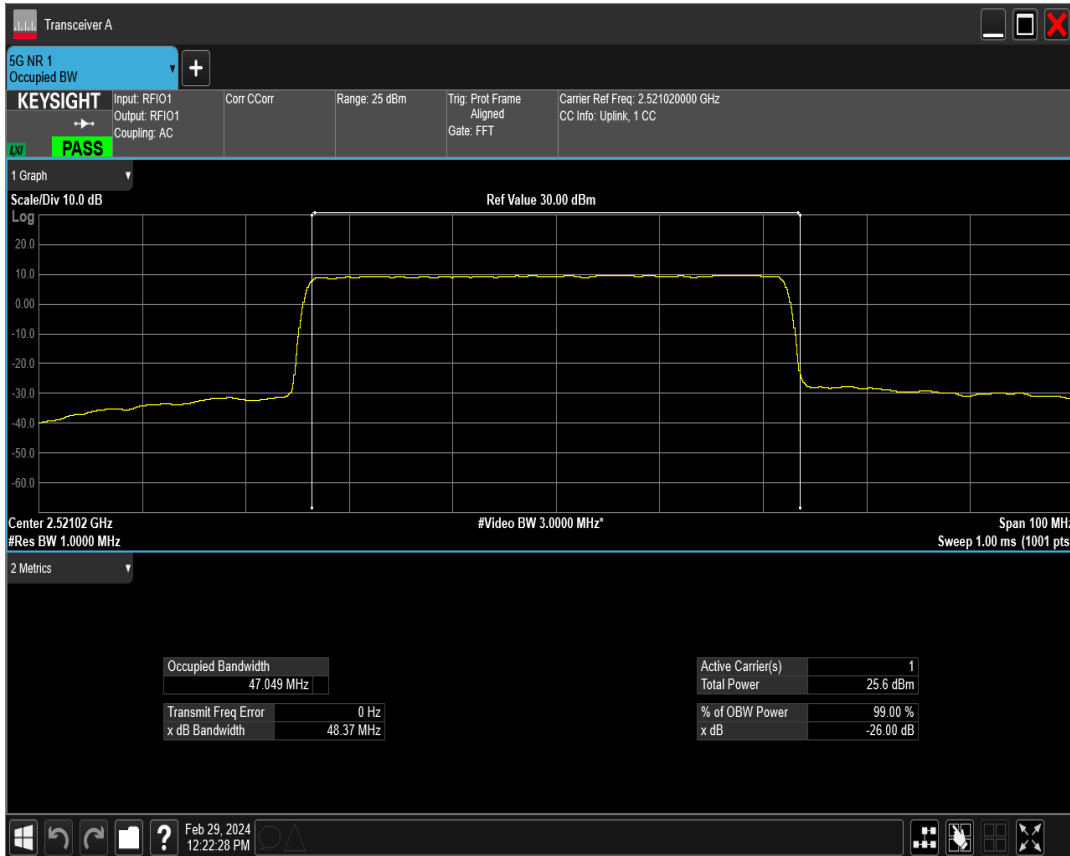 Transceiver A
5G NR 1
Occupied BW
+
KEYSIGHT
LXI
PASS
Input: RFIO1
Output: RFIO1
Coupling: AC
Corr CCorr
Range: 25 dBm
Trig: Prot Frame
Aligned
Gate: FFT
Carrier Ref Freq: 2.521020000 GHz
CC Info: Uplink, 1 CC
1 Graph
Scale/Div 10.0 dB
Ref Value 30.00 dBm
Log
20.0
10.0
0.00
-10.0
-20.0
-30.0
-40.0
-50.0
-60.0
Center 2.52102 GHz
#Video BW 3.0000 MHz*
Span 100 MHz
#Res BW 1.0000 MHz
Sweep 1.00 ms (1001 pts
2 Metrics
Occupied Bandwidth
47.049 MHz
Transmit Freq Error 0 Hz
x dB Bandwidth 48.37 MHz
Active Carrier(s) 1
Total Power 25.6 dBm
% of OBW Power 99.00 %
x dB -26.00 dB
?
Feb 29, 2024
12:22:28 PM